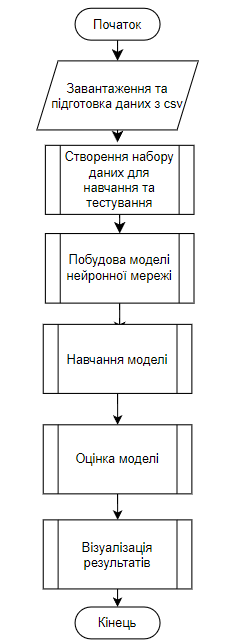 Початок
Завантаження та
підготовка даних з csv
Створення набору
даних для
навчання та
тестування
Побудова моделі
нейронної мережі
Навчання моделі
Оцінка моделі
Візуалізація
результатів
Кінець